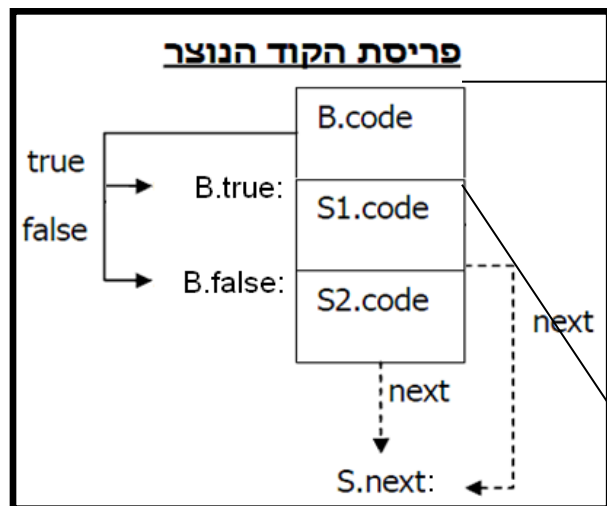 פריסת הקוד הנוצר
B.code
true
B.true:
S1.code
false
B.false:
S2.code
next
next
S.next: